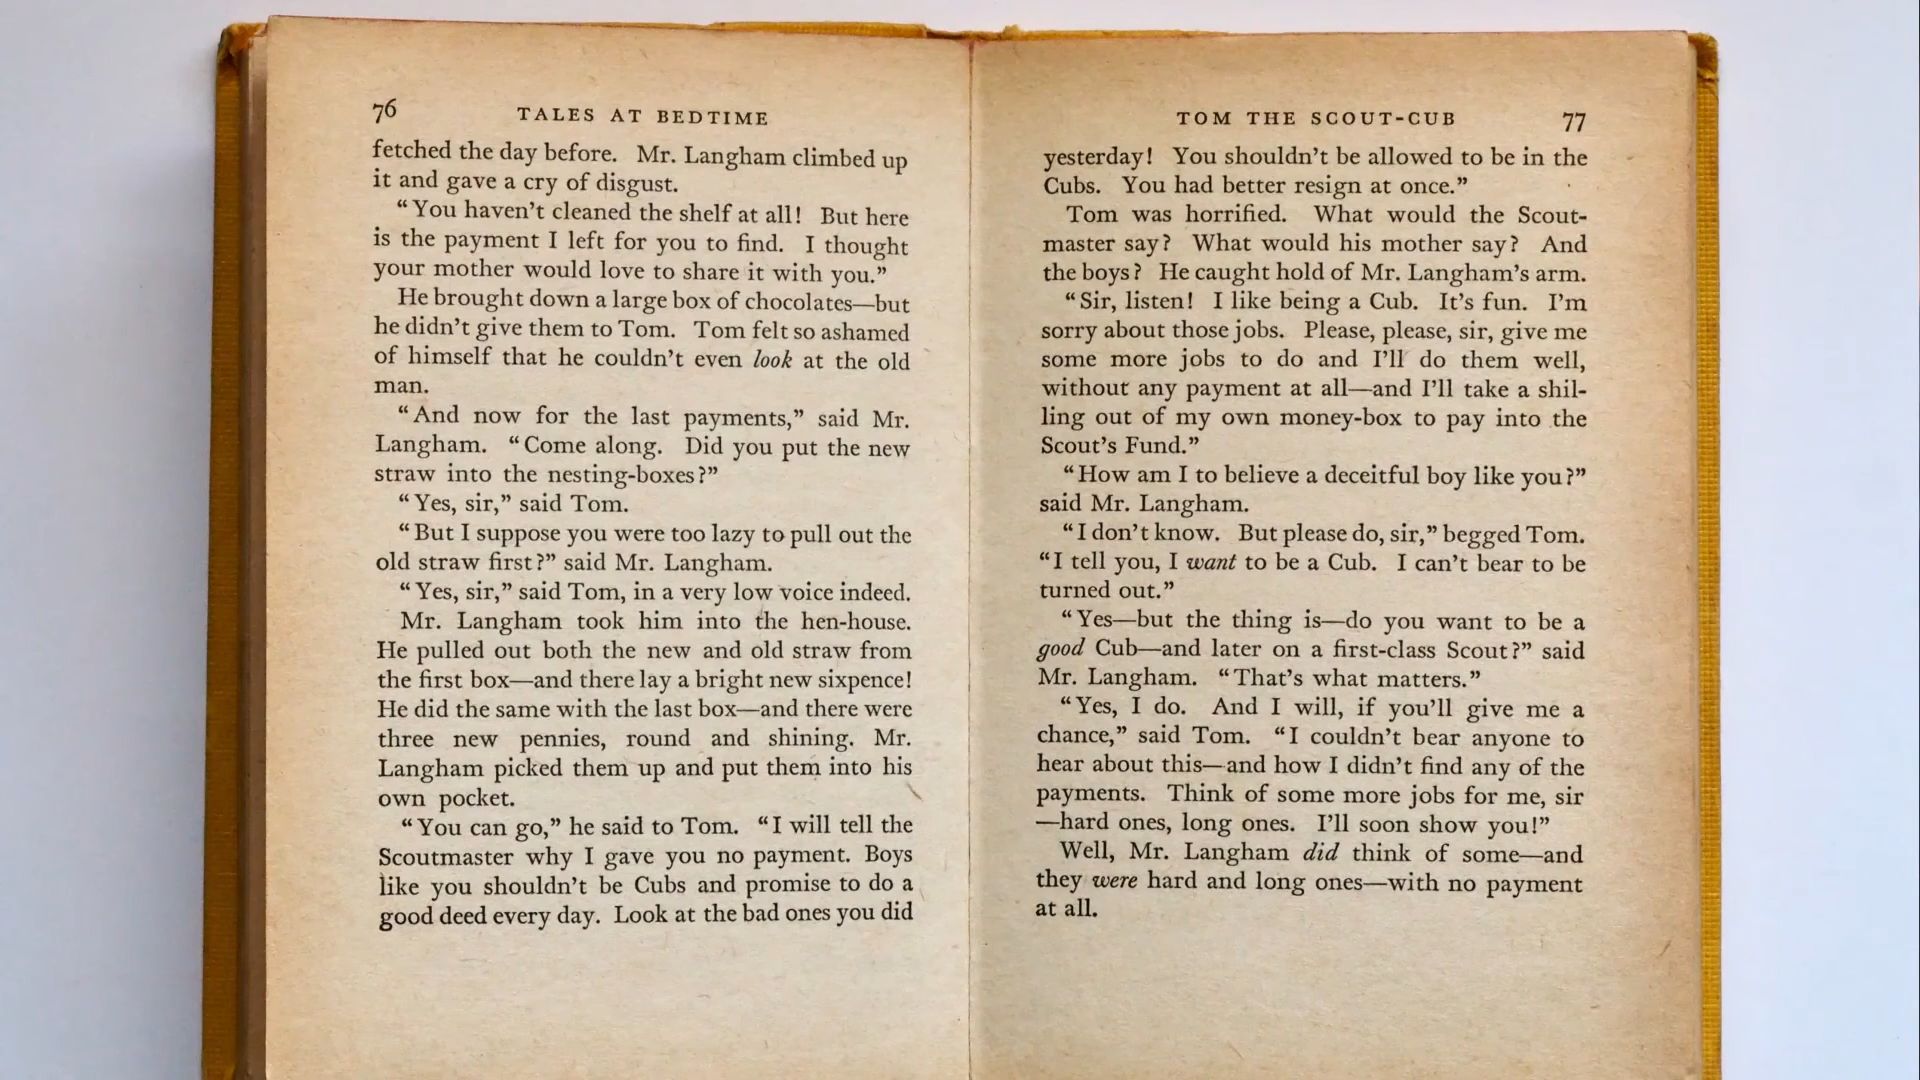 76 TALES AT BEDTIME
fetched the day before. Mr. Langham climbed up
it and gave a cry of disgust.
“You haven’t cleaned the shelf at all! But here
is the payment I left for you to find. I thought
your mother would love to share it with you.”
He brought down a large box of chocolates—but
he didn’t give them to Tom. Tom felt so ashamed
of himself that he couldn’t even look at the old
man.
“And now for the last payments,” said Mr.
Langham. “Come along. Did you put the new
straw into the nesting-boxes?”
“Yes, sir,” said Tom.
“But I suppose you were too lazy to pull out the
old straw first?” said Mr. Langham.
“Yes, sir,” said Tom, in a very low voice indeed.
Mr. Langham took him into the hen-house.
He pulled out both the new and old straw from
the first box—and there lay a bright new sixpence!
He did the same with the last box—and there were
three new pennies, round and shining. Mr.
Langham picked them up and put them into his
own pocket.
“You can go,” he said to Tom. “I will tell the
Scoutmaster why I gave you no payment. Boys
like you shouldn’t be Cubs and promise to do a
good deed every day. Look at the bad ones you did
TOM THE SCOUT-CUB 77
yesterday! You shouldn’t be allowed to be in the
Cubs. You had better resign at once.”
Tom was horrified. What would the Scout-
master say? What would his mother say? And
the boys? He caught hold of Mr. Langham’s arm.
“Sir, listen! I like being a Cub. It’s fun. I’m
sorry about those jobs. Please, please, sir, give me
some more jobs to do and I’ll do them well,
without any payment at all—and I’ll take a shil-
ling out of my own money-box to pay into the
Scout’s Fund.”
“How am I to believe a deceitful boy like you?”
said Mr. Langham.
“I don’t know. But please do, sir,” begged Tom.
“I tell you, I want to be a Cub. I can’t bear to be
turned out.”
“Yes—but the thing is—do you want to be a
good Cub—and later on a first-class Scout?” said
Mr. Langham. “That’s what matters.”
“Yes, I do. And I will, if you’ll give me a
chance,” said Tom. “I couldn’t bear anyone to
hear about this—and how I didn’t find any of the
payments. Think of some more jobs for me, sir
—hard ones, long ones. I’ll soon show you!”
Well, Mr. Langham did think of some—and
they were hard and long ones—with no payment
at all.